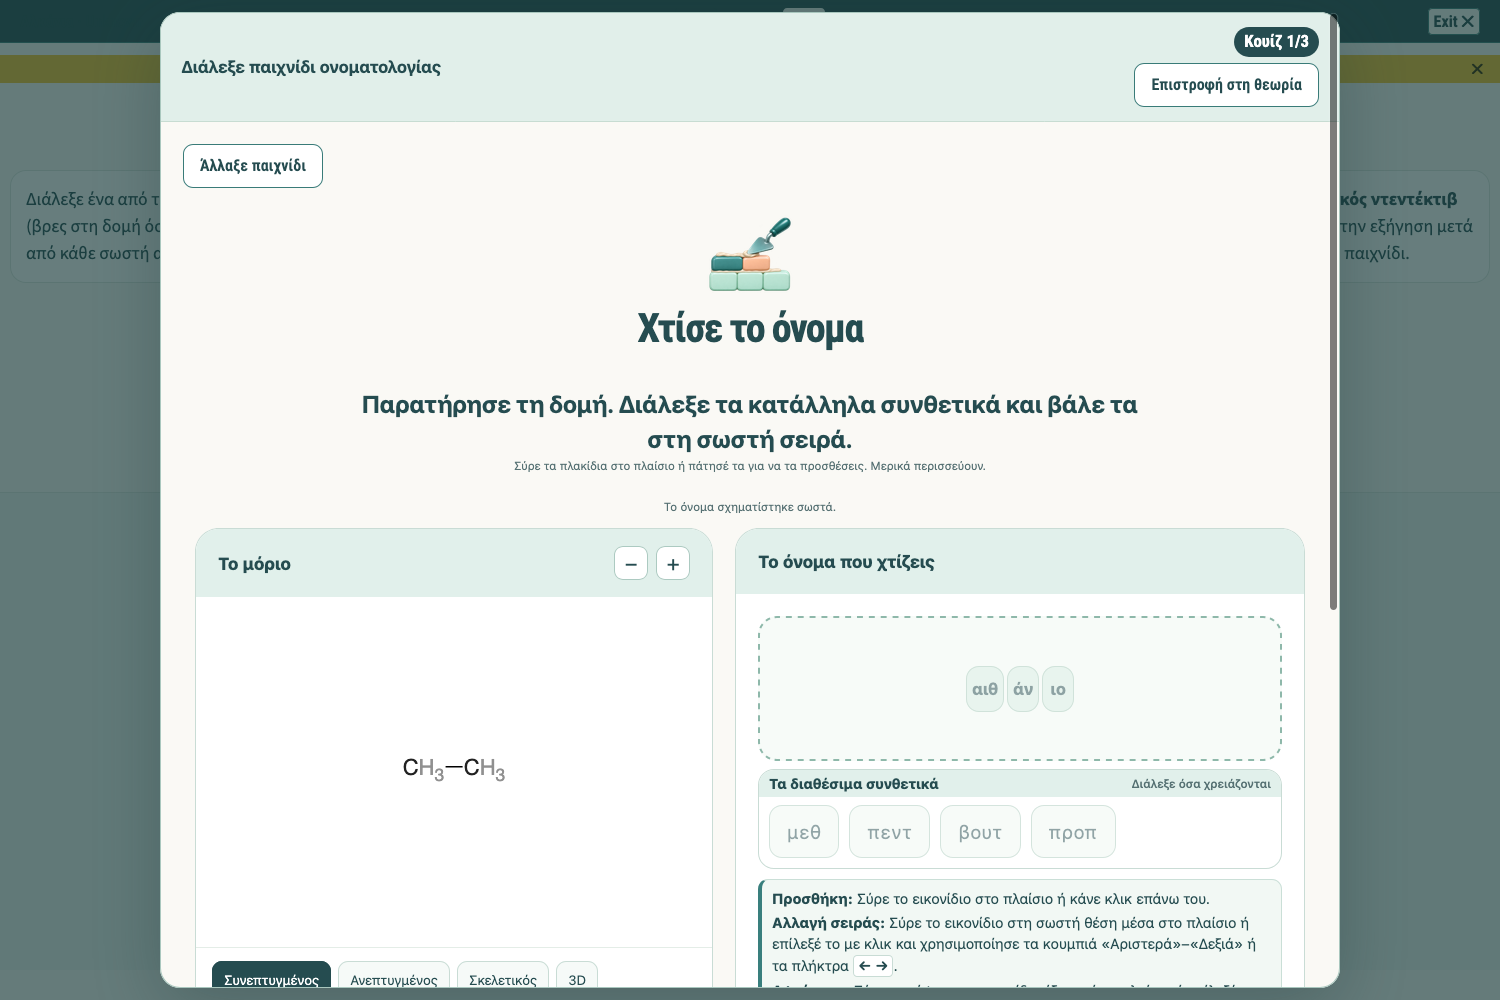 Exit ✕
Διάλεξε παιχνίδι ονοματολογίας
Κουίζ 1/3
Επιστροφή στη θεωρία
Άλλαξε παιχνίδι
Διάλεξε ένα από τ
(βρες στη δομή όσ
από κάθε σωστή α
κός ντεντέκτιβ
την εξήγηση μετά
παιχνίδι.
Χτίσε το όνομα
Παρατήρησε τη δομή. Διάλεξε τα κατάλληλα συνθετικά και βάλε τα
στη σωστή σειρά.
Σύρε τα πλακίδια στο πλαίσιο ή πάτησέ τα για να τα προσθέσεις. Μερικά περισσεύουν.
Το όνομα σχηματίστηκε σωστά.
Το μόριο
− +
CH₃—CH₃
Συνεπτυγμένος Ανεπτυγμένος Σκελετικός 3D
Το όνομα που χτίζεις
αιθ άν ιο
Τα διαθέσιμα συνθετικά Διάλεξε όσα χρειάζονται
μεθ πεντ βουτ προπ
Προσθήκη: Σύρε το εικονίδιο στο πλαίσιο ή κάνε κλικ επάνω του.
Αλλαγή σειράς: Σύρε το εικονίδιο στη σωστή θέση μέσα στο πλαίσιο ή
επίλεξέ το με κλικ και χρησιμοποίησε τα κουμπιά «Αριστερά»–«Δεξιά» ή
τα πλήκτρα ← → .